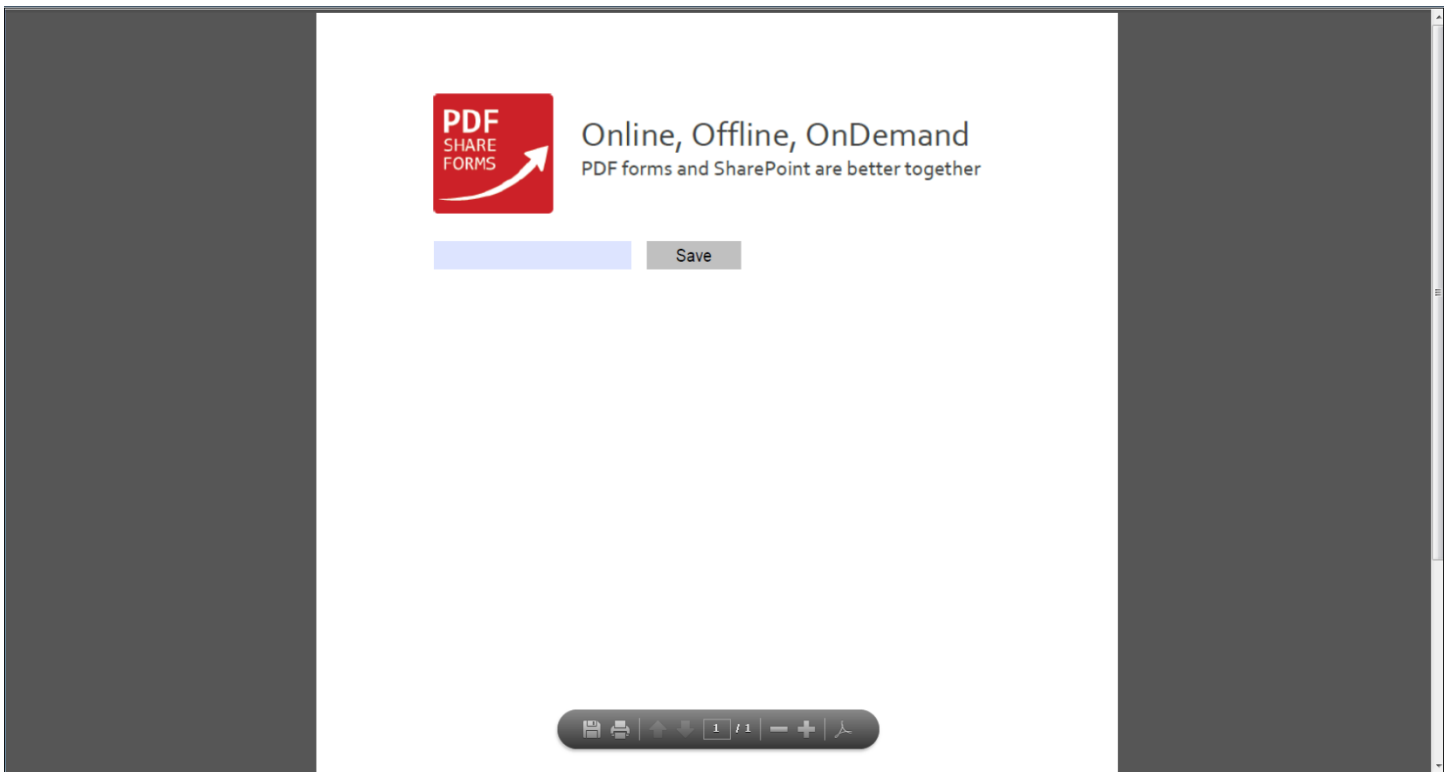 PDF
SHARE
FORMS
Online, Offline, OnDemand
PDF forms and SharePoint are better together
Save
1 / 1